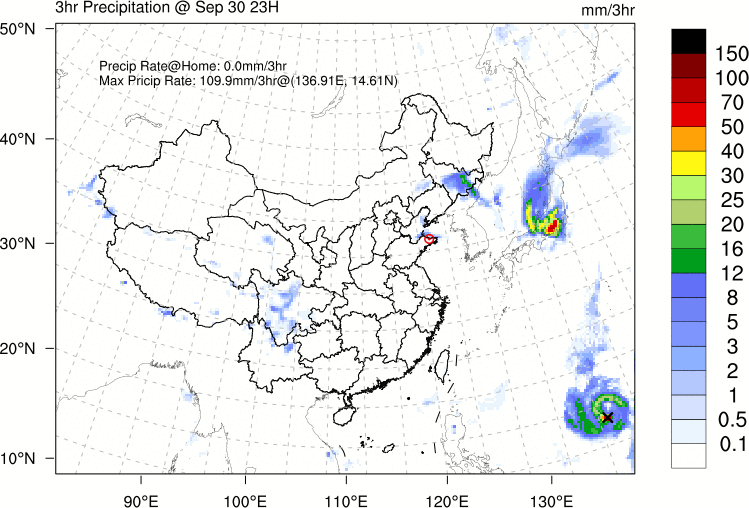 3hr Precipitation @ Sep 30 23H
mm/3hr
Precip Rate@Home: 0.0mm/3hr
Max Pricip Rate: 109.9mm/3hr@(136.91E, 14.61N)
50°N
40°N
30°N
20°N
10°N
90°E
100°E
110°E
120°E
130°E
150
100
70
50
40
30
25
20
16
12
8
5
3
2
1
0.5
0.1